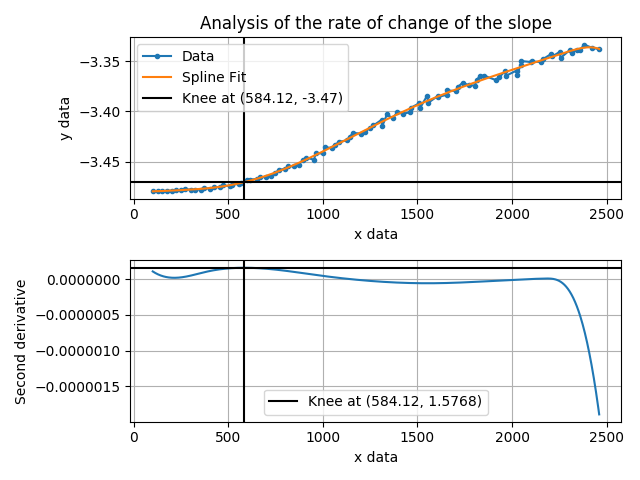 Analysis of the rate of change of the slope
Data
Spline Fit
Knee at (584.12, -3.47)
−3.35
−3.40
−3.45
y data
0 500 1000 1500 2000 2500
x data
0.0000000
−0.0000005
−0.0000010
−0.0000015
Second derivative
Knee at (584.12, 1.5768)
0 500 1000 1500 2000 2500
x data